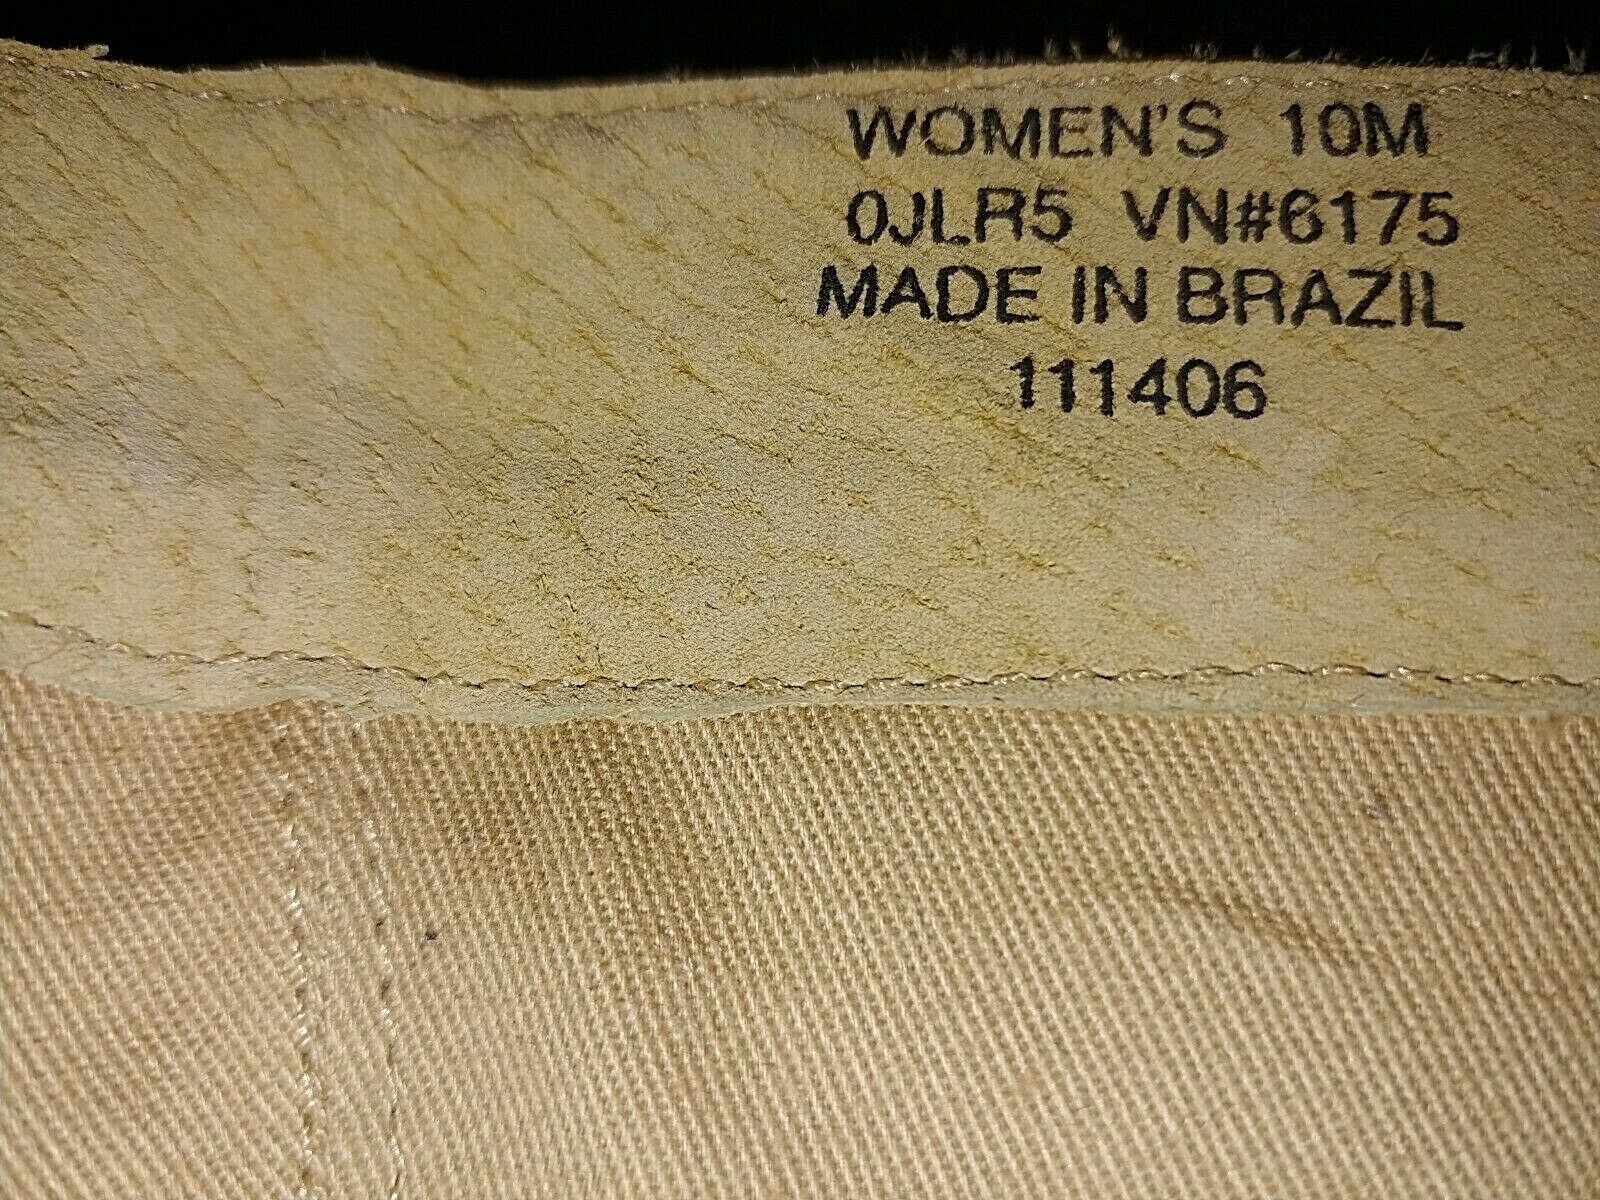 WOMEN'S 10M
0JLR5 VN#6175
MADE IN BRAZIL
111406